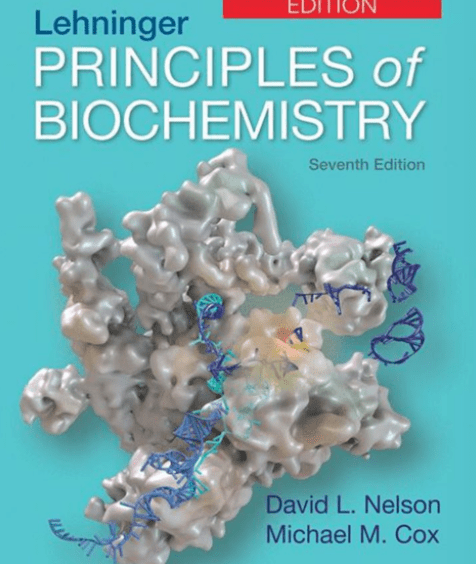 EDITION
Lehninger
PRINCIPLES of
BIOCHEMISTRY
Seventh Edition
David L. Nelson
Michael M. Cox